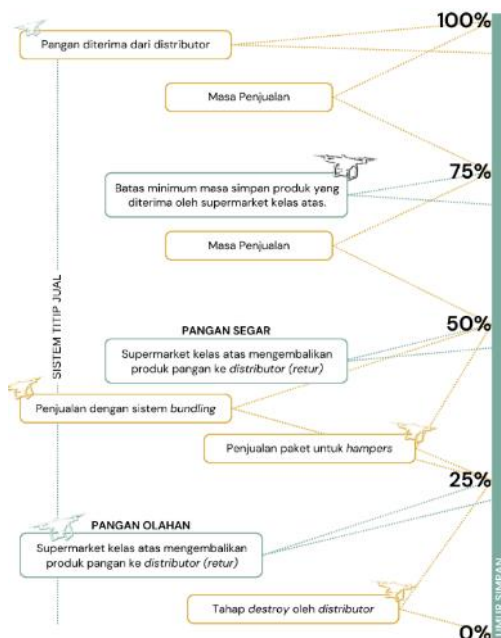 100%
Pangan diterima dari distributor
Masa Penjualan
75%
Batas minimum masa simpan produk yang
diterima oleh supermarket kelas atas.
Masa Penjualan
SISTEM TITIP JUAL
50%
PANGAN SEGAR
Supermarket kelas atas mengembalikan
produk pangan ke distributor (retur)
Penjualan dengan sistem bundling
Penjualan paket untuk hampers
25%
PANGAN OLAHAN
Supermarket kelas atas mengembalikan
produk pangan ke distributor (retur)
Tahap destroy oleh distributor
0%
UMUR SIMPAN